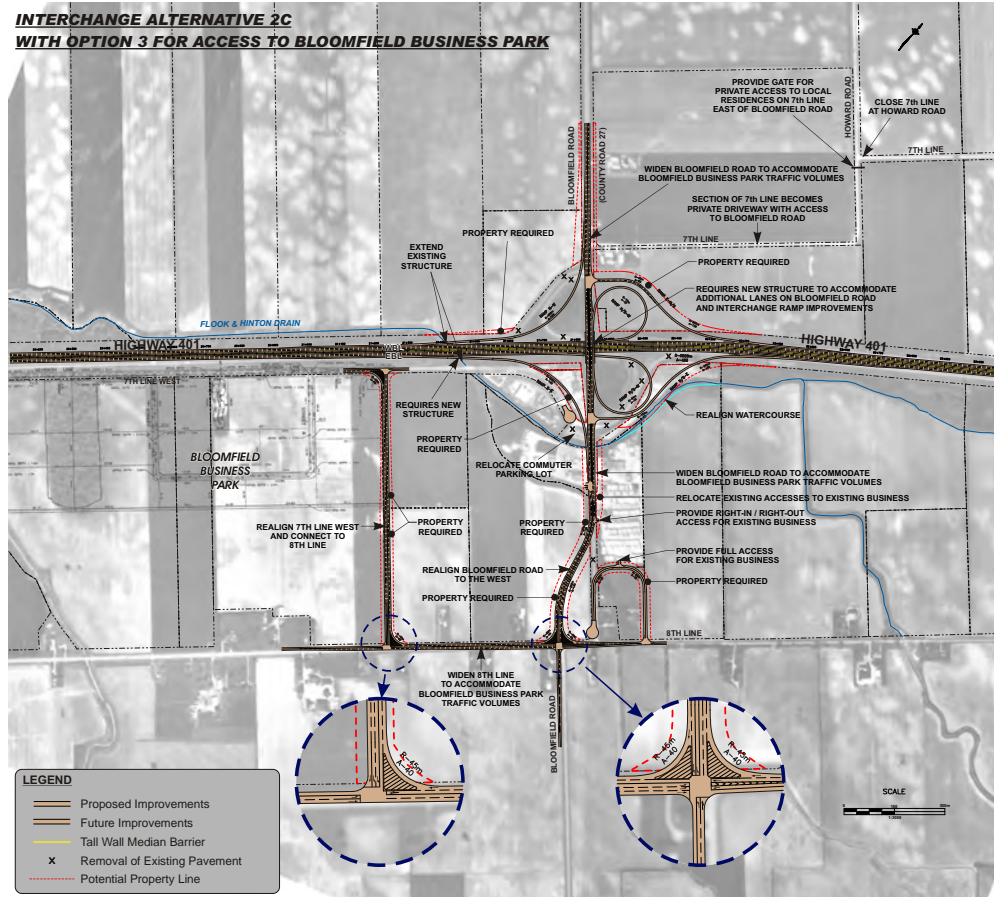 INTERCHANGE ALTERNATIVE 2C
WITH OPTION 3 FOR ACCESS TO BLOOMFIELD BUSINESS PARK
PROVIDE GATE FOR
PRIVATE ACCESS TO LOCAL
RESIDENCES ON 7th LINE
EAST OF BLOOMFIELD ROAD
HOWARD ROAD
CLOSE 7th LINE
AT HOWARD ROAD
7TH LINE
BLOOMFIELD ROAD
(COUNTY ROAD 27)
WIDEN BLOOMFIELD ROAD TO ACCOMMODATE
BLOOMFIELD BUSINESS PARK TRAFFIC VOLUMES
SECTION OF 7th LINE BECOMES
PRIVATE DRIVEWAY WITH ACCESS
TO BLOOMFIELD ROAD
7TH LINE
PROPERTY REQUIRED
EXTEND
EXISTING
STRUCTURE
PROPERTY REQUIRED
REQUIRES NEW STRUCTURE TO ACCOMMODATE
ADDITIONAL LANES ON BLOOMFIELD ROAD
AND INTERCHANGE RAMP IMPROVEMENTS
FLOOK & HINTON DRAIN
HIGHWAY 401
WBL
EBL
HIGHWAY 401
7TH LINE WEST
REQUIRES NEW
STRUCTURE
PROPERTY
REQUIRED
REALIGN WATERCOURSE
RELOCATE COMMUTER
PARKING LOT
BLOOMFIELD
BUSINESS
PARK
WIDEN BLOOMFIELD ROAD TO ACCOMMODATE
BLOOMFIELD BUSINESS PARK TRAFFIC VOLUMES
RELOCATE EXISTING ACCESSES TO EXISTING BUSINESS
PROVIDE RIGHT-IN / RIGHT-OUT
ACCESS FOR EXISTING BUSINESS
REALIGN 7TH LINE WEST
AND CONNECT TO
8TH LINE
PROPERTY
REQUIRED
PROPERTY
REQUIRED
PROVIDE FULL ACCESS
FOR EXISTING BUSINESS
REALIGN BLOOMFIELD ROAD
TO THE WEST
PROPERTY REQUIRED
PROPERTY REQUIRED
8TH LINE
WIDEN 8TH LINE
TO ACCOMMODATE
BLOOMFIELD BUSINESS PARK
TRAFFIC VOLUMES
BLOOMFIELD ROAD
R-45m
A-40
R-45m
A-40
R-45m
A-40
LEGEND
Proposed Improvements
Future Improvements
Tall Wall Median Barrier
x Removal of Existing Pavement
Potential Property Line
SCALE